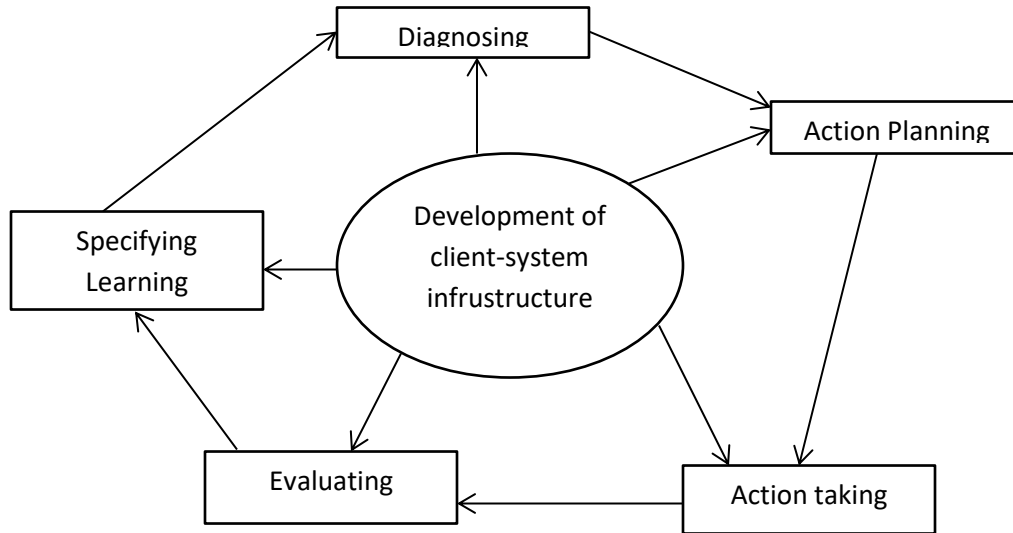 Diagnosing
Action Planning
Development of
client-system
infrustructure
Specifying
Learning
Evaluating
Action taking